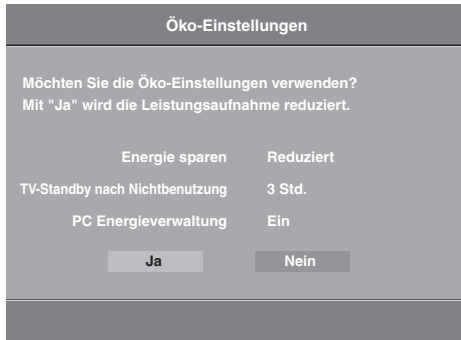 Öko-Einstellungen
Möchten Sie die Öko-Einstellungen verwenden?
Mit "Ja" wird die Leistungsaufnahme reduziert.
Energie sparen Reduziert
TV-Standby nach Nichtbenutzung 3 Std.
PC Energieverwaltung Ein
Ja Nein